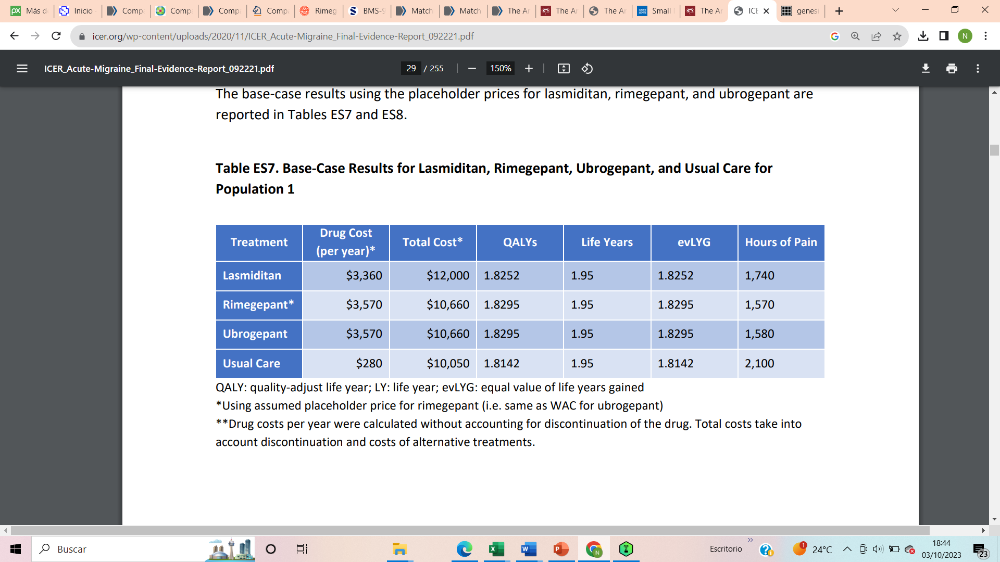 Más d
Inicio
Comp
Comp
Comp
Comp
Rimeg
BMS-9
Match
Match
The Ar
The Ar
The Ar
Small
The Ar
ICE
genesi
icer.org/wp-content/uploads/2020/11/ICER_Acute-Migraine_Final-Evidence-Report_092221.pdf
N
ICER_Acute-Migraine_Final-Evidence-Report_092221.pdf
29 / 255
150%
The base-case results using the placeholder prices for lasmiditan, rimegepant, and ubrogepant are
reported in Tables ES7 and ES8.
Table ES7. Base-Case Results for Lasmiditan, Rimegepant, Ubrogepant, and Usual Care for
Population 1
Treatment Drug Cost (per year)* Total Cost* QALYs Life Years evLYG Hours of Pain
Lasmiditan $3,360 $12,000 1.8252 1.95 1.8252 1,740
Rimegepant* $3,570 $10,660 1.8295 1.95 1.8295 1,570
Ubrogepant $3,570 $10,660 1.8295 1.95 1.8295 1,580
Usual Care $280 $10,050 1.8142 1.95 1.8142 2,100
QALY: quality-adjust life year; LY: life year; evLYG: equal value of life years gained
*Using assumed placeholder price for rimegepant (i.e. same as WAC for ubrogepant)
**Drug costs per year were calculated without accounting for discontinuation of the drug. Total costs take into
account discontinuation and costs of alternative treatments.
Buscar
Escritorio
1
24°C
18:44
03/10/2023
23